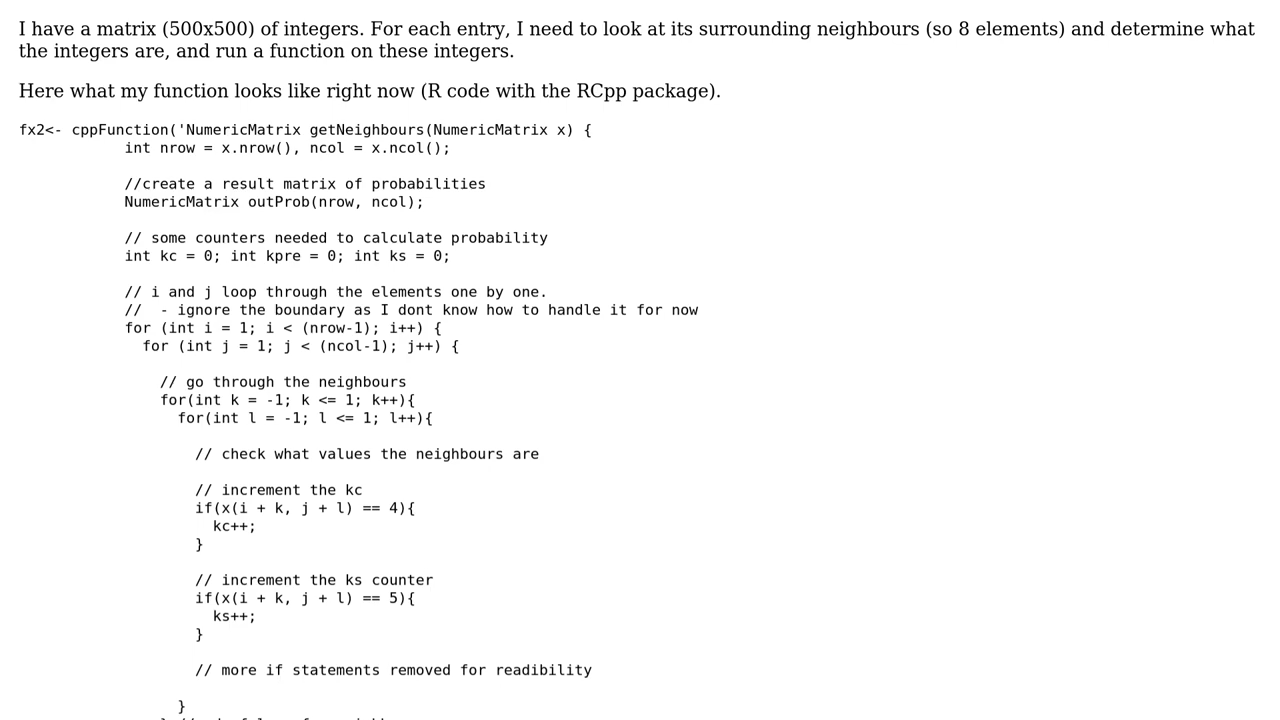 I have a matrix (500x500) of integers. For each entry, I need to look at its surrounding neighbours (so 8 elements) and determine what
the integers are, and run a function on these integers.
Here what my function looks like right now (R code with the RCpp package).
fx2<- cppFunction('NumericMatrix getNeighbours(NumericMatrix x) {
int nrow = x.nrow(), ncol = x.ncol();
//create a result matrix of probabilities
NumericMatrix outProb(nrow, ncol);
// some counters needed to calculate probability
int kc = 0; int kpre = 0; int ks = 0;
// i and j loop through the elements one by one.
//  - ignore the boundary as I dont know how to handle it for now
for (int i = 1; i < (nrow-1); i++) {
for (int j = 1; j < (ncol-1); j++) {
// go through the neighbours
for(int k = -1; k <= 1; k++){
for(int l = -1; l <= 1; l++){
// check what values the neighbours are
// increment the kc
if(x(i + k, j + l) == 4){
kc++;
}
// increment the ks counter
if(x(i + k, j + l) == 5){
ks++;
}
// more if statements removed for readibility
}